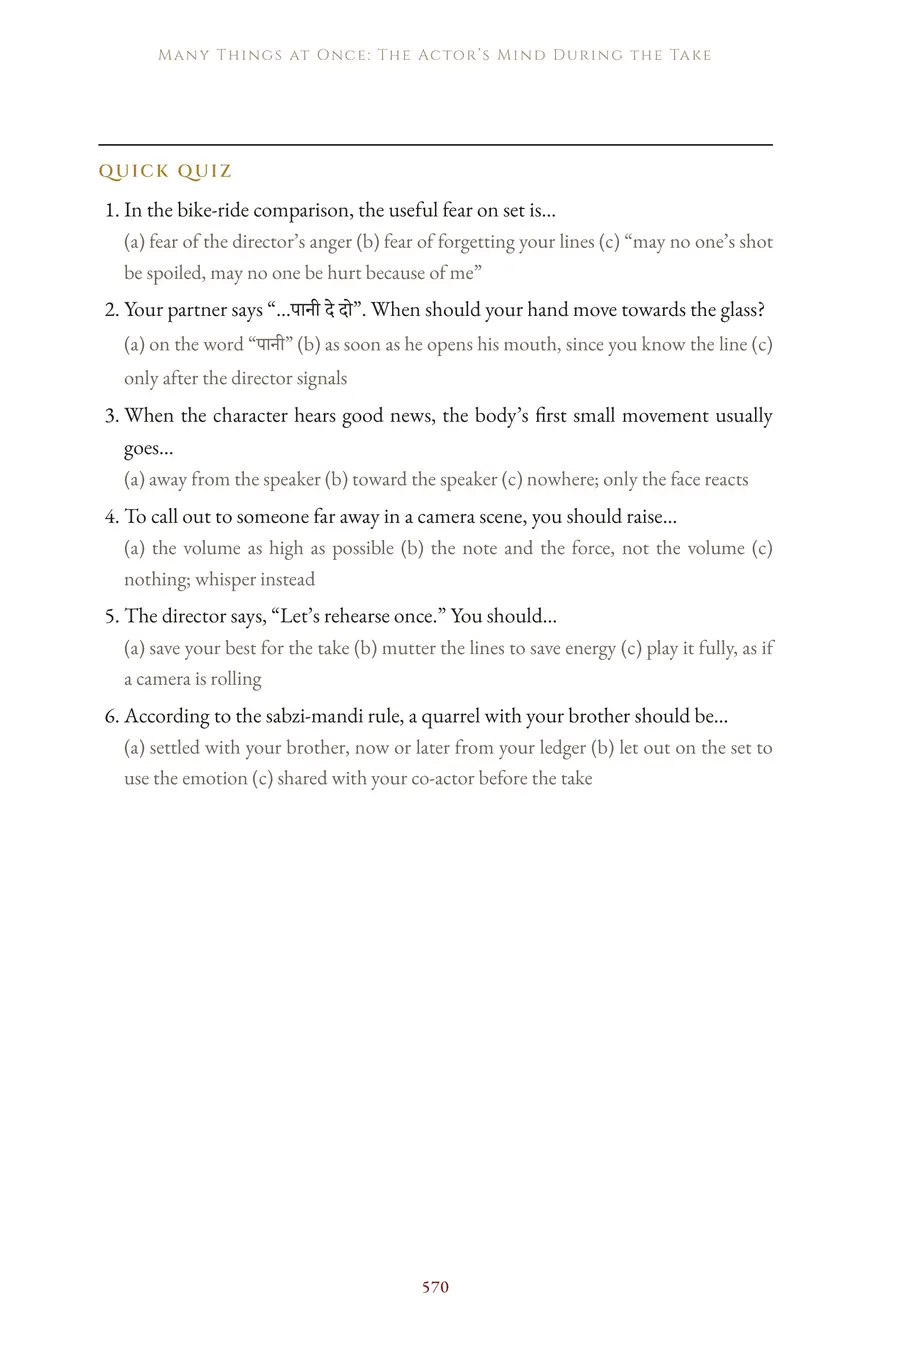 Many Things at Once: The Actor's Mind During the Take
QUICK QUIZ
1. In the bike-ride comparison, the useful fear on set is…
(a) fear of the director's anger (b) fear of forgetting your lines (c) “may no one's shot
be spoiled, may no one be hurt because of me”
2. Your partner says “…पानी दे दो”. When should your hand move towards the glass?
(a) on the word “पानी” (b) as soon as he opens his mouth, since you know the line (c)
only after the director signals
3. When the character hears good news, the body's first small movement usually
goes…
(a) away from the speaker (b) toward the speaker (c) nowhere; only the face reacts
4. To call out to someone far away in a camera scene, you should raise…
(a) the volume as high as possible (b) the note and the force, not the volume (c)
nothing; whisper instead
5. The director says, “Let's rehearse once.” You should…
(a) save your best for the take (b) mutter the lines to save energy (c) play it fully, as if
a camera is rolling
6. According to the sabzi-mandi rule, a quarrel with your brother should be…
(a) settled with your brother, now or later from your ledger (b) let out on the set to
use the emotion (c) shared with your co-actor before the take
570